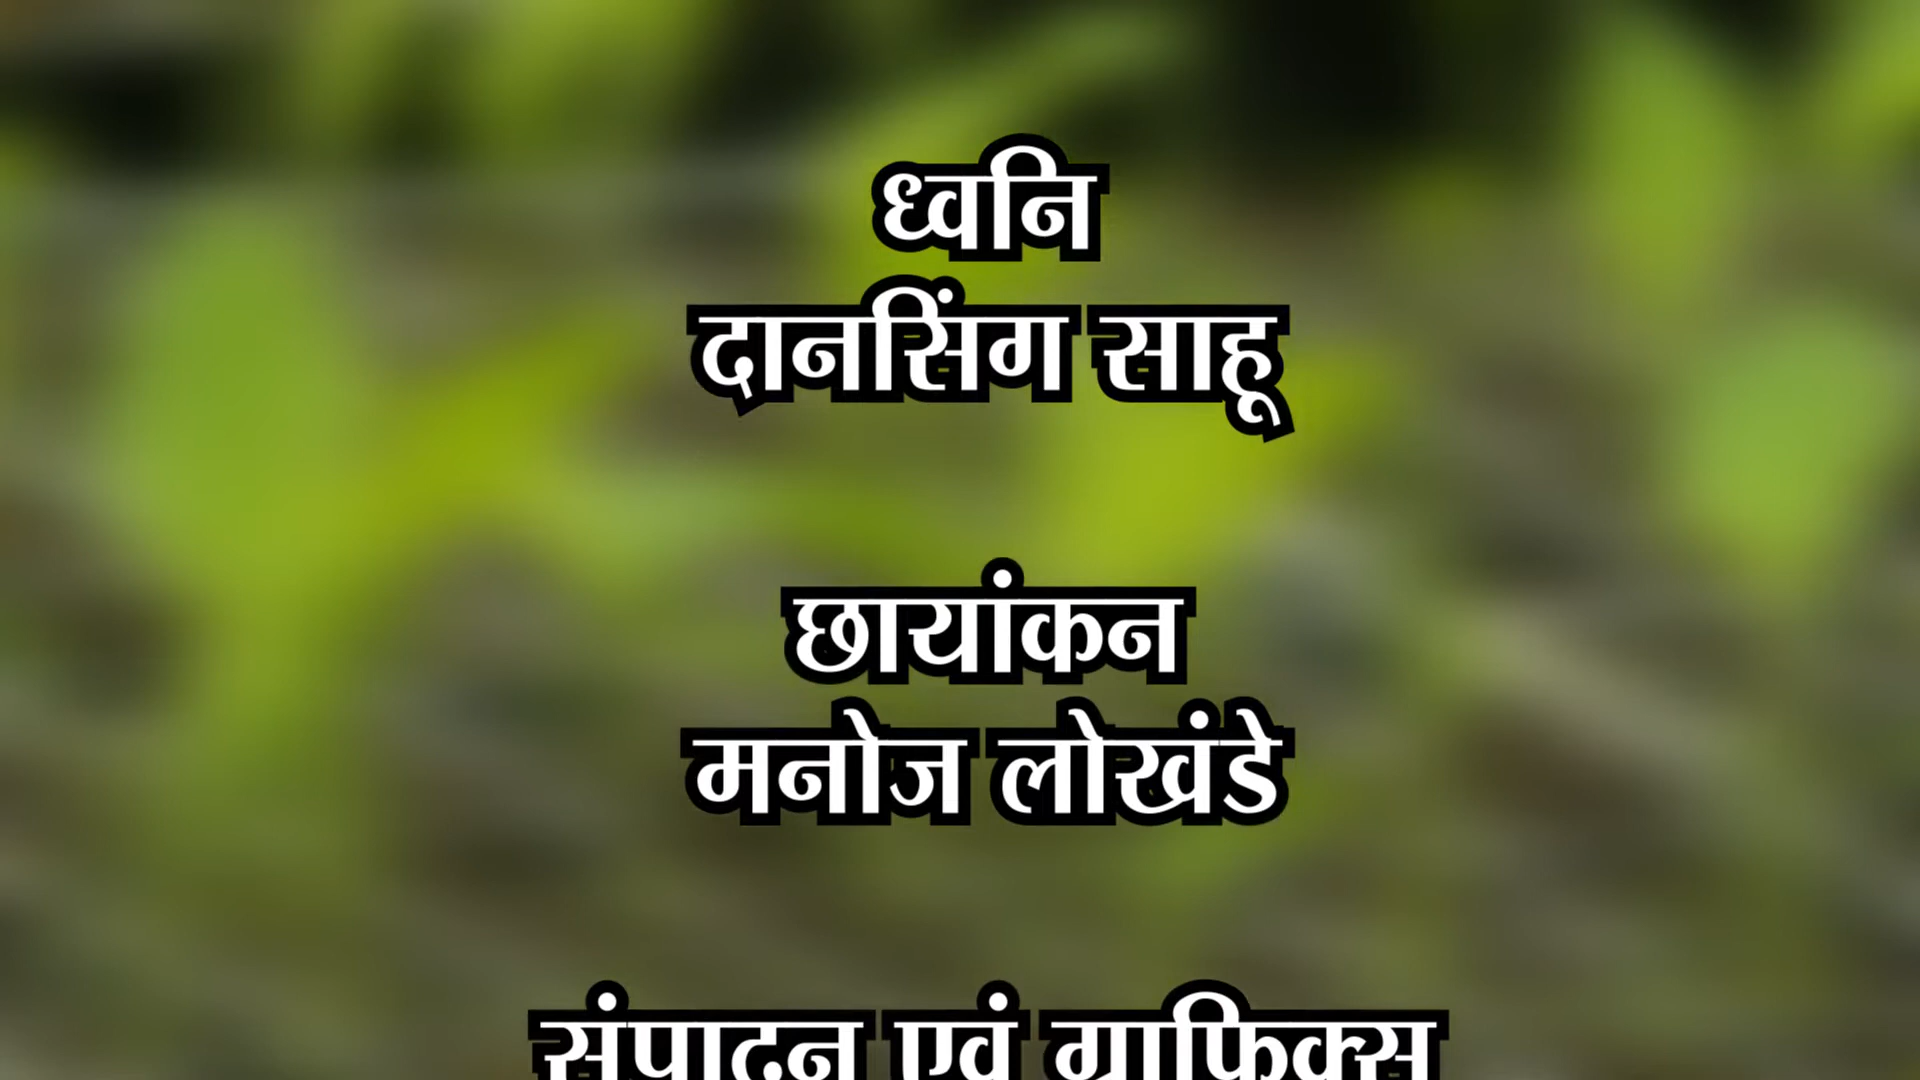 ध्वनि
दानसिंग साहू
छायांकन
मनोज लोखंडे
संपादन एवं ग्राफिक्स